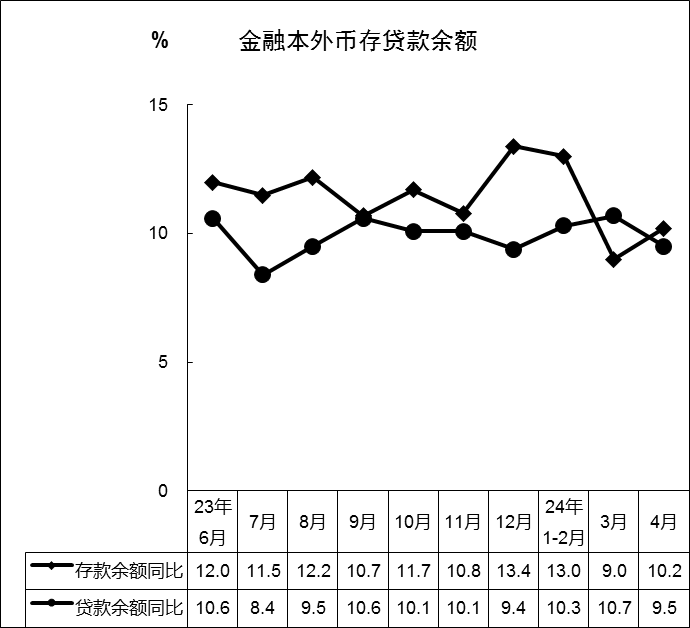 % 金融本外币存贷款余额
15
10
5
0
23年 7月 8月 9月 10月 11月 12月 24年 3月 4月
6月 1-2月
存款余额同比 12.0 11.5 12.2 10.7 11.7 10.8 13.4 13.0 9.0 10.2
贷款余额同比 10.6 8.4 9.5 10.6 10.1 10.1 9.4 10.3 10.7 9.5